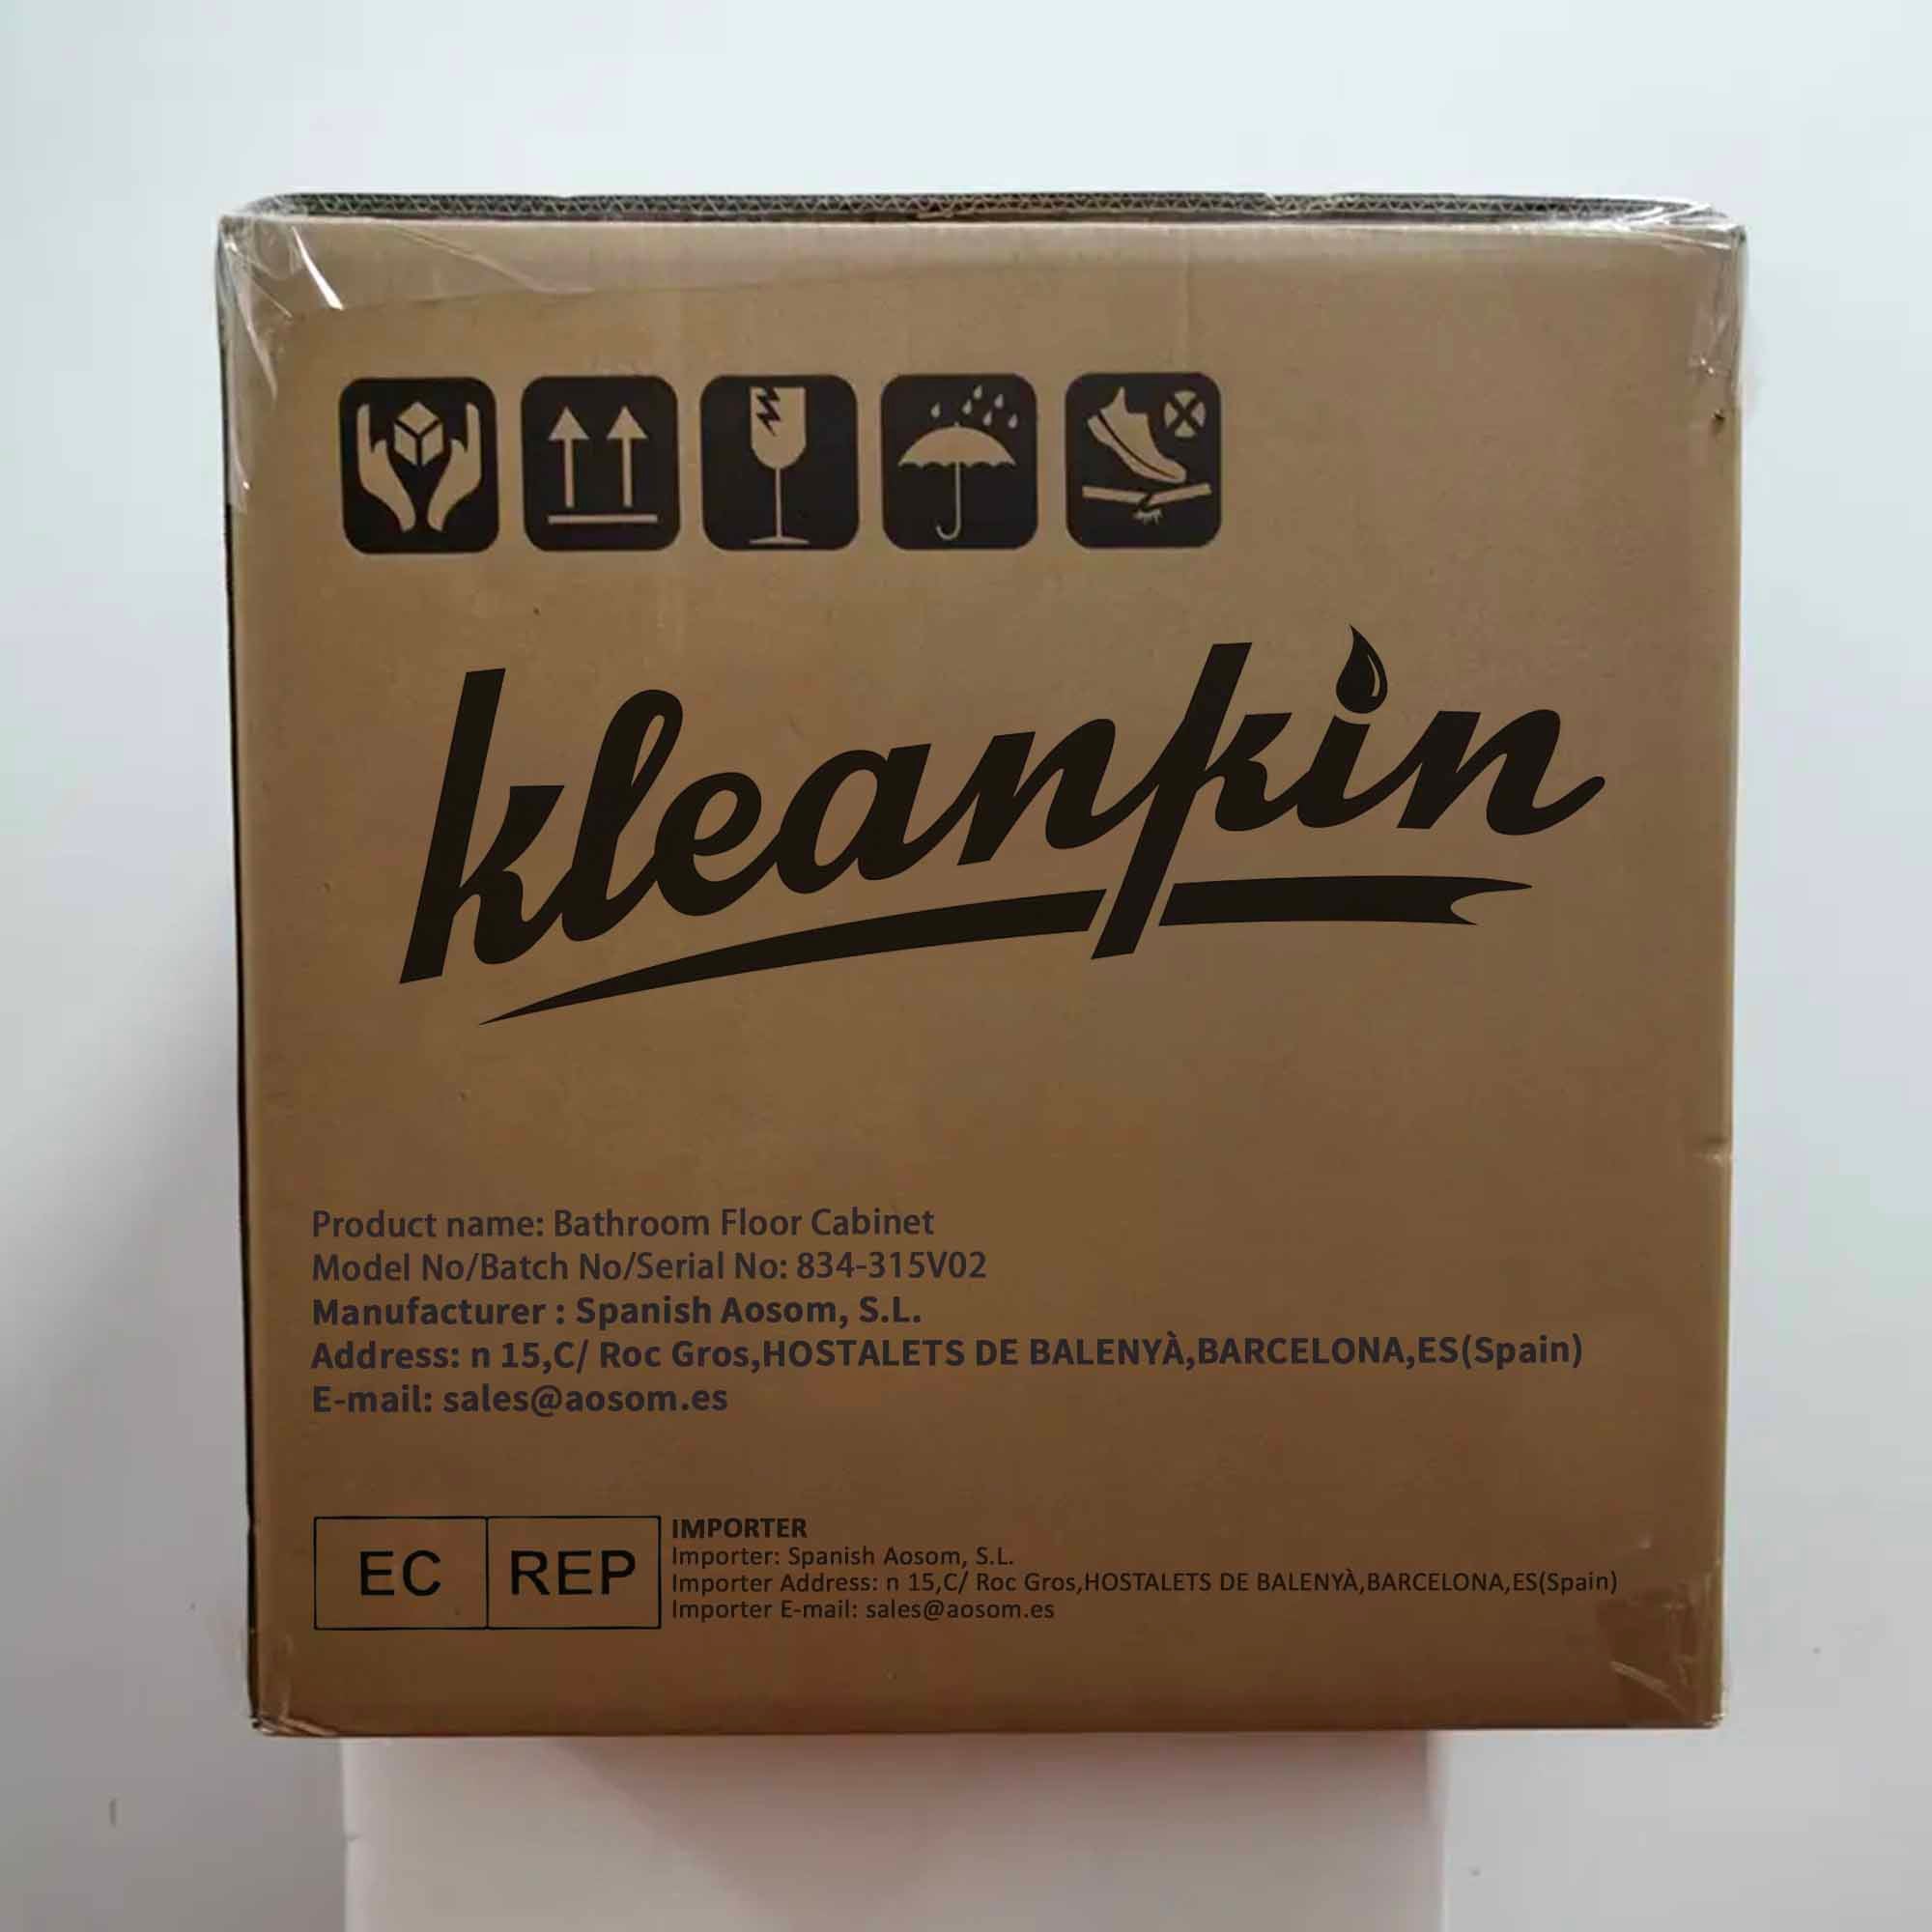 kleankin
Product name: Bathroom Floor Cabinet
Model No/Batch No/Serial No: 834-315V02
Manufacturer : Spanish Aosom, S.L.
Address: n 15,C/ Roc Gros,HOSTALETS DE BALENYÀ,BARCELONA,ES(Spain)
E-mail: sales@aosom.es
EC REP
IMPORTER
Importer: Spanish Aosom, S.L.
Importer Address: n 15,C/ Roc Gros,HOSTALETS DE BALENYÀ,BARCELONA,ES(Spain)
Importer E-mail: sales@aosom.es